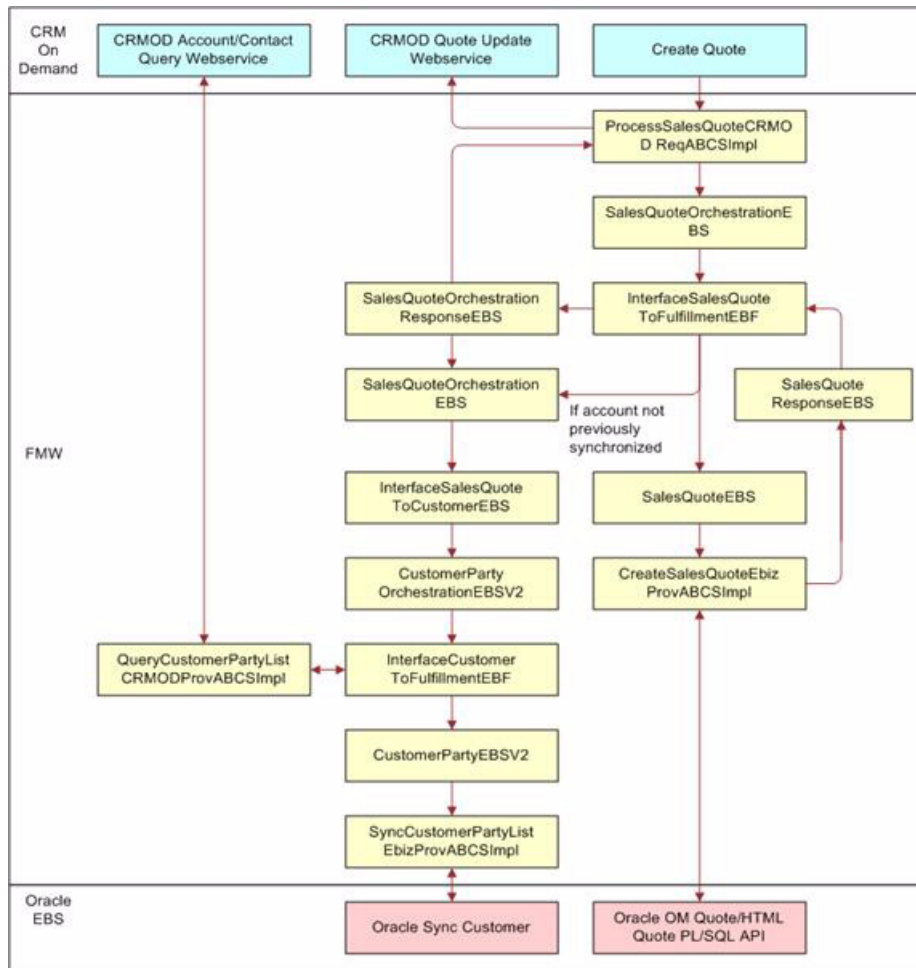 CRM
On
Demand
CRMOD Account/Contact
Query Webservice
CRMOD Quote Update
Webservice
Create Quote
ProcessSalesQuoteCRMO
D ReqABCSImpl
SalesQuoteOrchestrationE
BS
SalesQuoteOrchestration
ResponseEBS
InterfaceSalesQuote
ToFulfillmentEBF
SalesQuoteOrchestration
EBS
SalesQuote
ResponseEBS
If account not
previously
synchronized
FMW
InterfaceSalesQuote
ToCustomerEBS
SalesQuoteEBS
CustomerParty
OrchestrationEBSV2
CreateSalesQuoteEbiz
ProvABCSImpl
QueryCustomerPartyList
CRMODProvABCSImpl
InterfaceCustomer
ToFulfillmentEBF
CustomerPartyEBSV2
SyncCustomerPartyList
EbizProvABCSImpl
Oracle
EBS
Oracle Sync Customer
Oracle OM Quote/HTML
Quote PL/SQL API